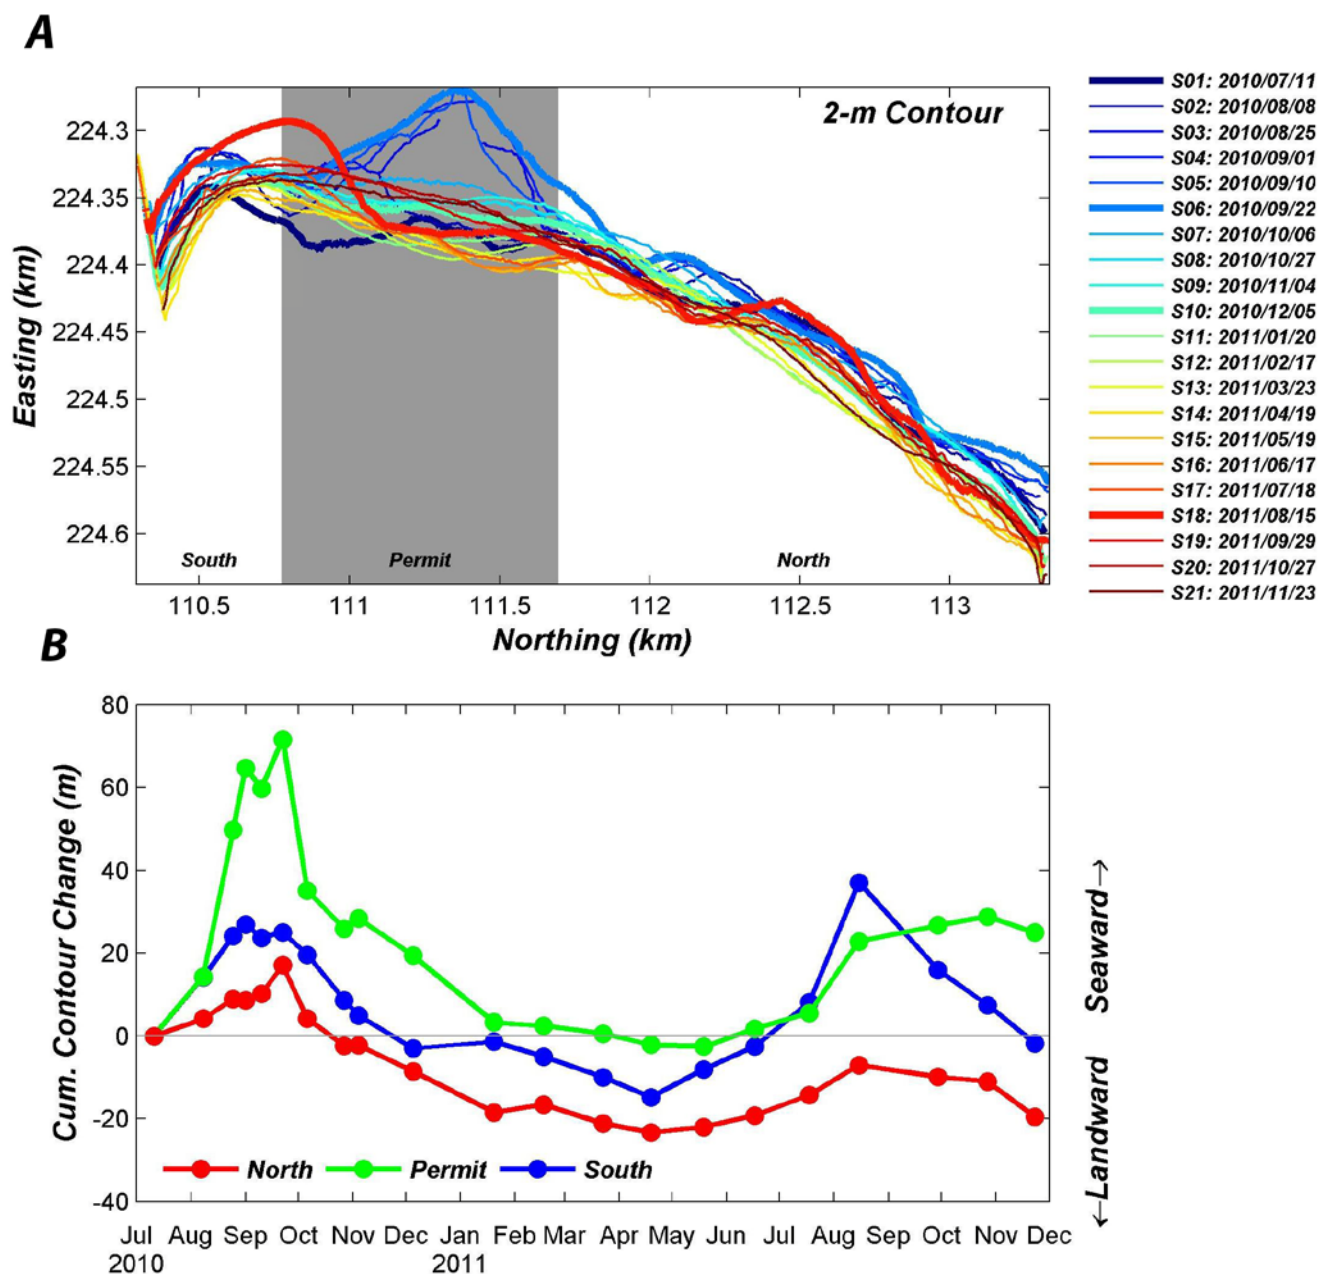 A
2-m Contour
224.3
224.35
224.4
224.45
224.5
224.55
224.6
Easting (km)
South
Permit
North
110.5
111
111.5
112
112.5
113
Northing (km)
S01: 2010/07/11
S02: 2010/08/08
S03: 2010/08/25
S04: 2010/09/01
S05: 2010/09/10
S06: 2010/09/22
S07: 2010/10/06
S08: 2010/10/27
S09: 2010/11/04
S10: 2010/12/05
S11: 2011/01/20
S12: 2011/02/17
S13: 2011/03/23
S14: 2011/04/19
S15: 2011/05/19
S16: 2011/06/17
S17: 2011/07/18
S18: 2011/08/15
S19: 2011/09/29
S20: 2011/10/27
S21: 2011/11/23
B
80
60
40
20
0
-20
-40
Cum. Contour Change (m)
North Permit South
Jul Aug Sep Oct Nov Dec Jan Feb Mar Apr May Jun Jul Aug Sep Oct Nov Dec
2010 2011
←Landward Seaward→